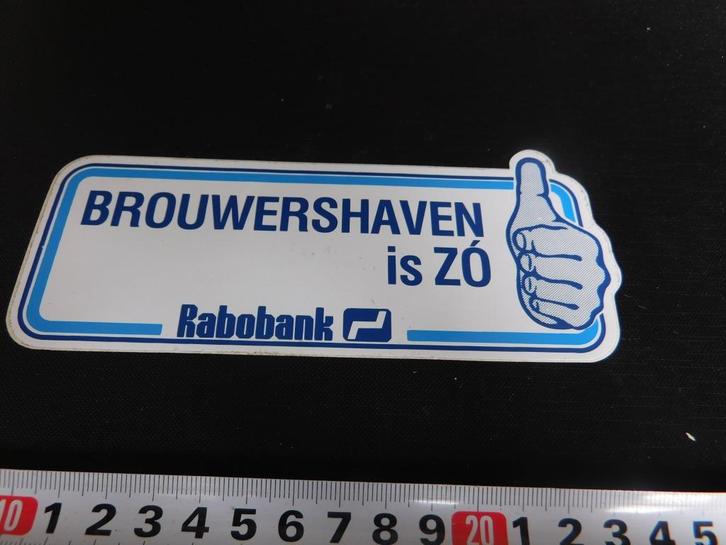 BROUWERSHAVEN
is ZÓ
Rabobank
10 1 2 3 4 5 6 7 8 9 20 1 2 3 4 5